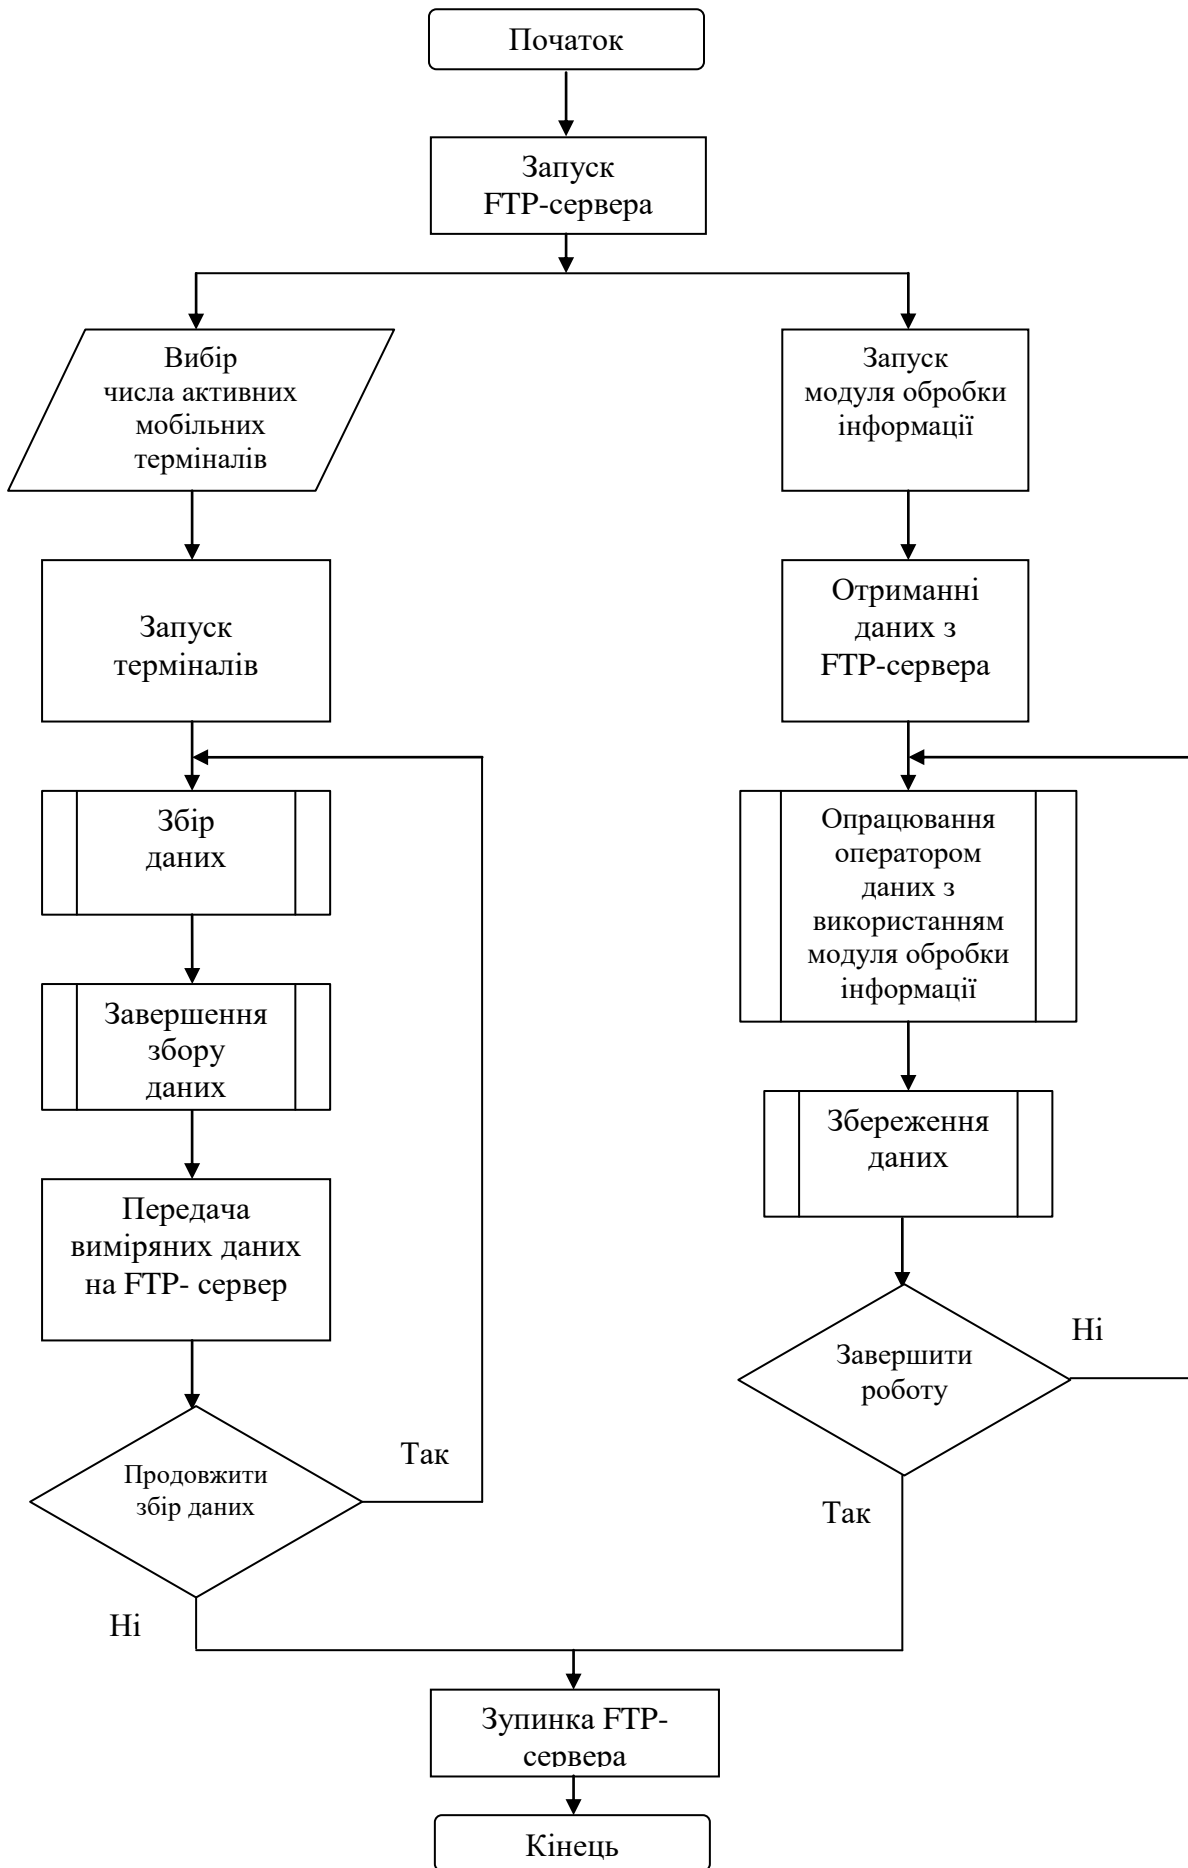 Початок
Запуск
FTP-сервера
Вибір
числа активних
мобільних
терміналів
Запуск
терміналів
Збір
даних
Завершення
збору
даних
Передача
виміряних даних
на FTP- сервер
Продовжити
збір даних
Так
Ні
Запуск
модуля обробки
інформації
Отриманні
даних з
FTP-сервера
Опрацювання
оператором
даних з
використанням
модуля обробки
інформації
Збереження
даних
Завершити
роботу
Ні
Так
Зупинка FTP-
сервера
Кінець